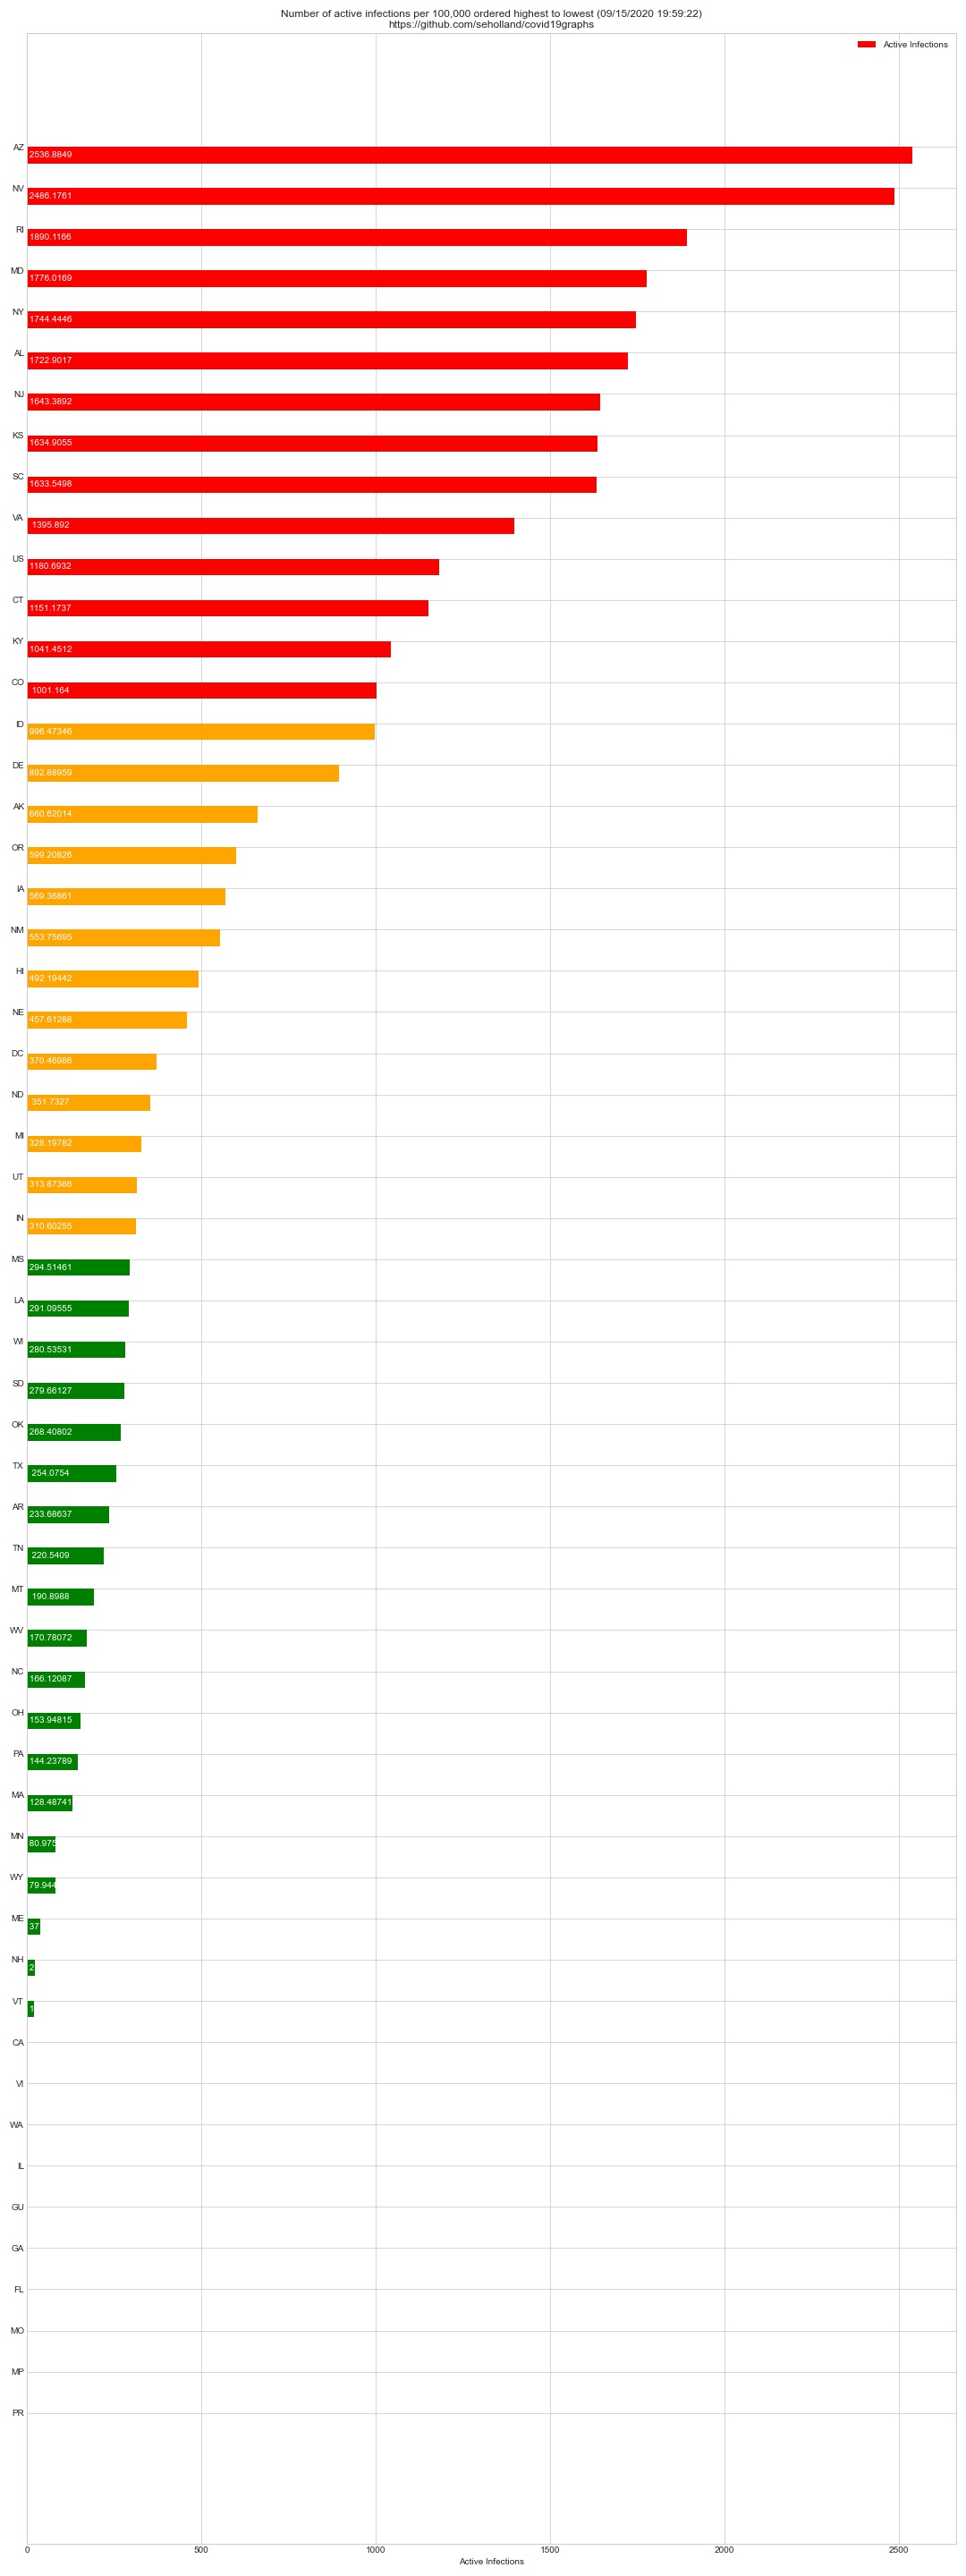 Number of active infections per 100,000 ordered highest to lowest (09/15/2020 19:59:22)
https://github.com/seholland/covid19graphs
Active Infections
AZ 2536.8849
NV 2486.1761
RI 1890.1166
MD 1776.0169
NY 1744.4446
AL 1722.9017
NJ 1643.3892
KS 1634.9055
SC 1633.5498
VA 1395.892
US 1180.6932
CT 1151.1737
KY 1041.4512
CO 1001.164
ID 996.47346
DE 892.88959
AK 660.62014
OR 599.20826
IA 569.36861
NM 553.75695
HI 492.19442
NE 457.61288
DC 370.46986
ND 351.7327
MI 328.19782
UT 313.87386
IN 310.60255
MS 294.51461
LA 291.09555
WI 280.53531
SD 279.66127
OK 268.40802
TX 254.0754
AR 233.68637
TN 220.5409
MT 190.8988
WV 170.78072
NC 166.12087
OH 153.94815
PA 144.23789
MA 128.48741
MN 80.975
WY 79.944
ME 37
NH 2
VT 1
CA
VI
WA
IL
GU
GA
FL
MO
MP
PR
0 500 1000 1500 2000 2500
Active Infections